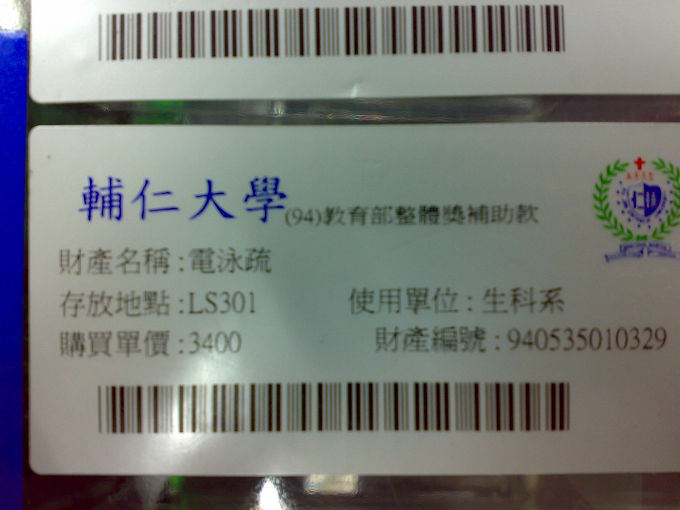 輔仁大學(94)教育部整體獎補助款
財產名稱:電泳疏
存放地點:LS301 使用單位:生科系
購買單價:3400 財產編號:940535010329